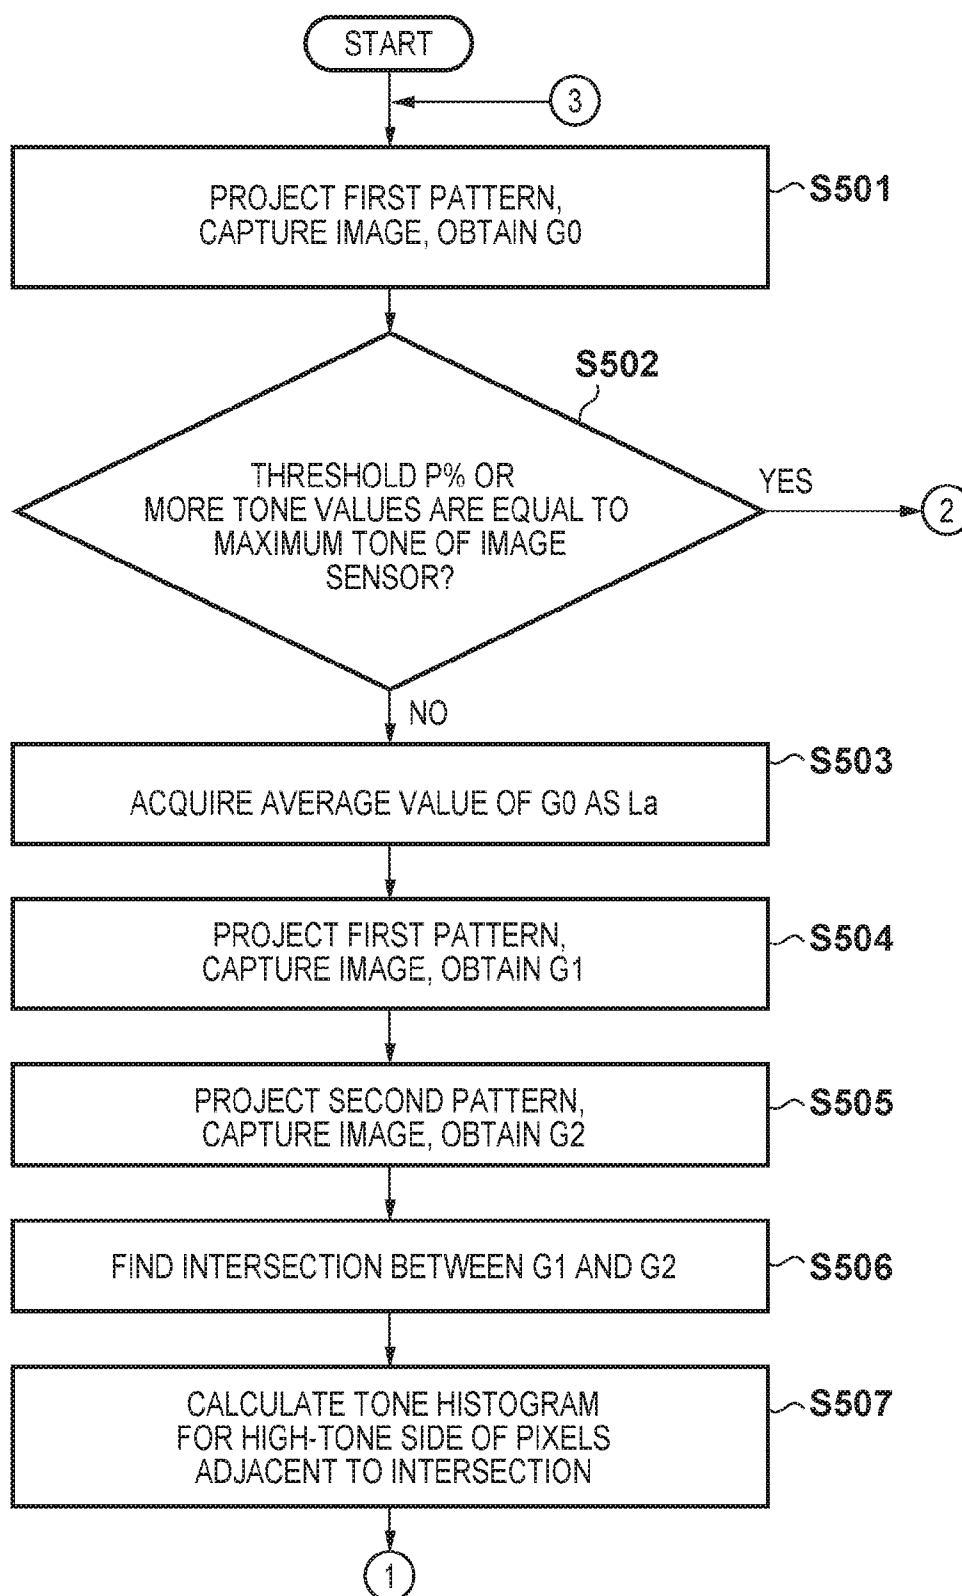 START
3
PROJECT FIRST PATTERN,
CAPTURE IMAGE, OBTAIN G0
S501
S502
THRESHOLD P% OR
MORE TONE VALUES ARE EQUAL TO
MAXIMUM TONE OF IMAGE
SENSOR?
YES
2
NO
S503
ACQUIRE AVERAGE VALUE OF G0 AS La
PROJECT FIRST PATTERN,
CAPTURE IMAGE, OBTAIN G1
S504
PROJECT SECOND PATTERN,
CAPTURE IMAGE, OBTAIN G2
S505
FIND INTERSECTION BETWEEN G1 AND G2
S506
CALCULATE TONE HISTOGRAM
FOR HIGH-TONE SIDE OF PIXELS
ADJACENT TO INTERSECTION
S507
1